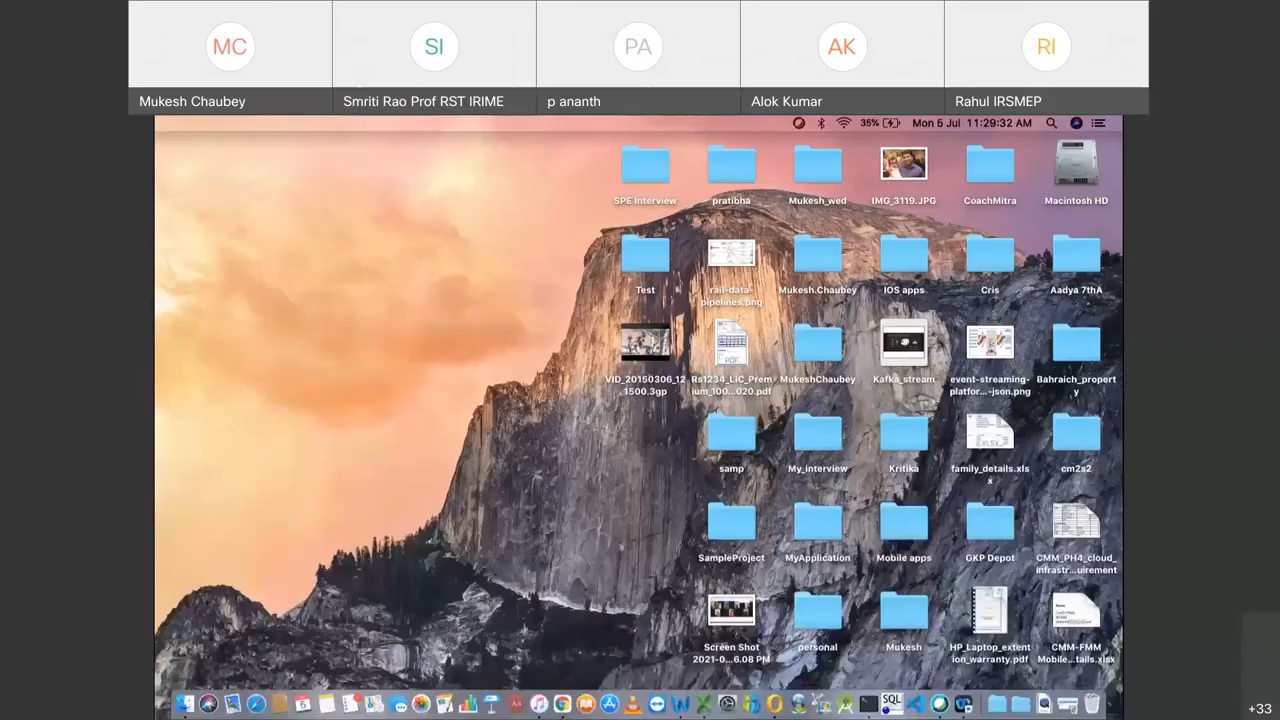 MC
SI
PA
AK
RI
Mukesh Chaubey
Smriti Rao Prof RST IRIME
p ananth
Alok Kumar
Rahul IRSMEP
35%
Mon 5 Jul 11:29:32 AM
SPE Interview
pratibha
Mukesh_wed
IMG_3119.JPG
CoachMitra
Macintosh HD
Test
rail-data-
pipelines.png
Mukesh.Chaubey
IOS apps
Cris
Aadya 7thA
VID_20150306_12
1500.3gp
Rs1234_LIC_Prem
ium_100...020.pdf
MukeshChaubey
Kafka_stream
event-streaming-
platfor...-json.png
Bahraich_propert
y
samp
My_interview
Kritika
family_details.xls
x
cm2s2
SampleProject
MyApplication
Mobile apps
GKP Depot
CMM_PH4_cloud_
infrastr...uirement
Screen Shot
2021-0...6.08 PM
personal
Mukesh
HP_Laptop_extent
ion_warranty.pdf
CMM-FMM
Mobile...tails.xlsx
PDF
XLSX
SQL
+33